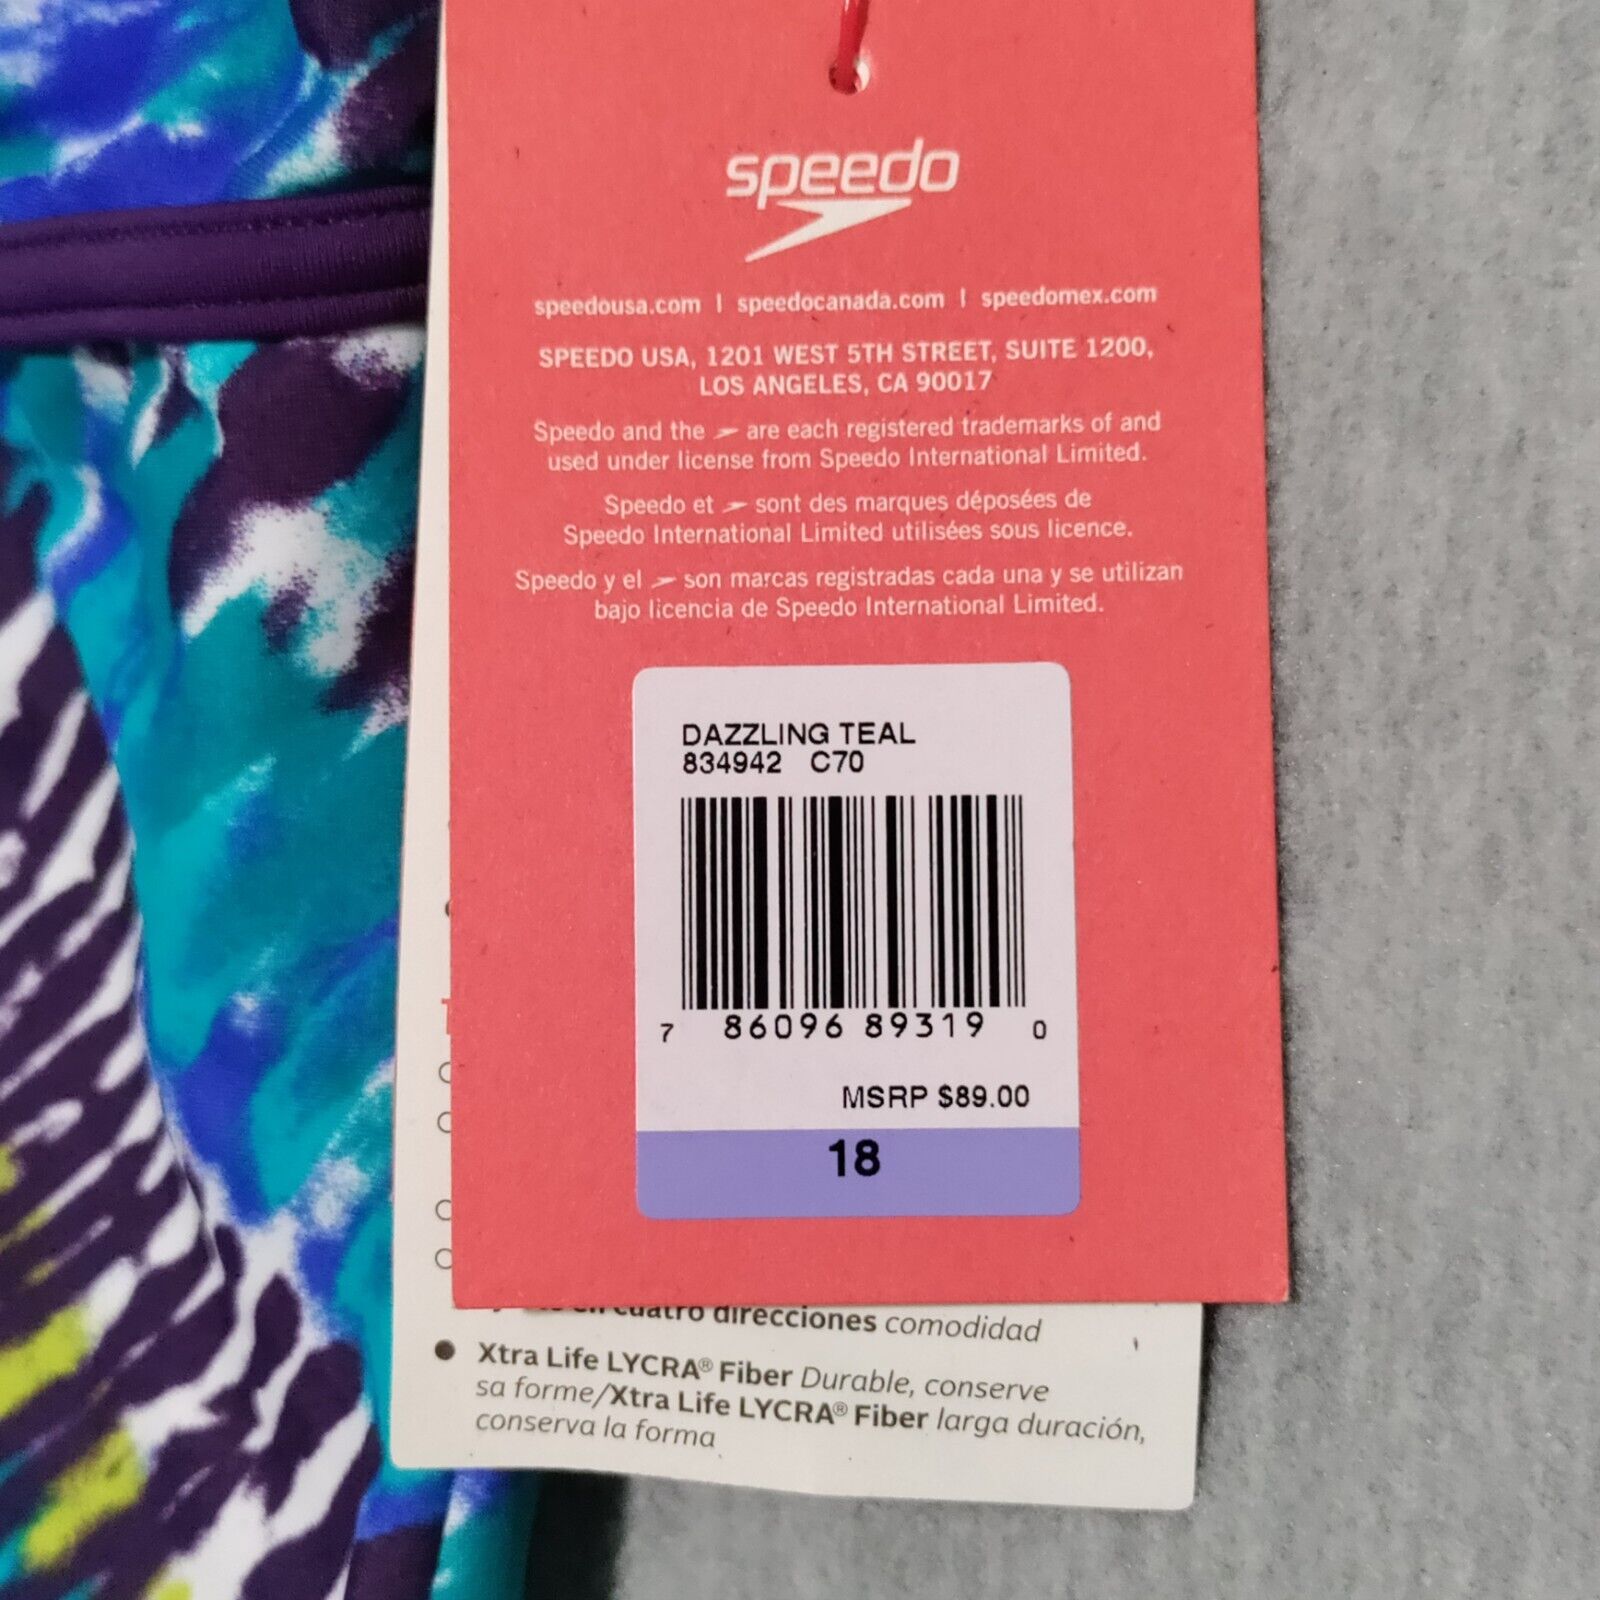 speedo
speedousa.com | speedocanada.com | speedomex.com
SPEEDO USA, 1201 WEST 5TH STREET, SUITE 1200,
LOS ANGELES, CA 90017
Speedo and the are each registered trademarks of and
used under license from Speedo International Limited.
Speedo et sont des marques déposées de
Speedo International Limited utilisées sous licence.
Speedo y el son marcas registradas cada una y se utilizan
bajo licencia de Speedo International Limited.
DAZZLING TEAL
834942 C70
7 86096 89319 0
MSRP $89.00
18
en cuatro direcciones comodidad
● Xtra Life LYCRA® Fiber Durable, conserve
sa forme/Xtra Life LYCRA® Fiber larga duración,
conserva la forma